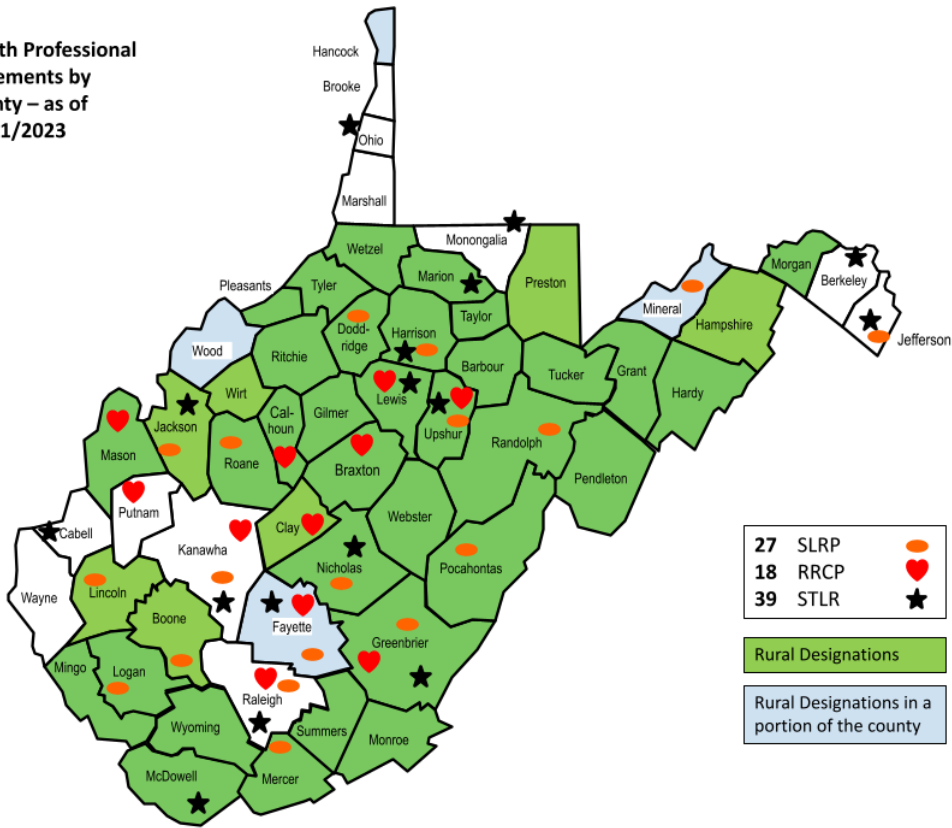 th Professional
ements by
nty – as of
1/2023
Hancock
Brooke
Ohio
Marshall
Wetzel
Monongalia
Marion
Preston
Morgan
Berkeley
Pleasants
Tyler
Taylor
Mineral
Hampshire
Jefferson
Dodd-
ridge
Harrison
Wood
Ritchie
Barbour
Tucker
Grant
Hardy
Wirt
Lewis
Cal-
houn
Gilmer
Jackson
Upshur
Randolph
Mason
Roane
Braxton
Pendleton
Putnam
Webster
Cabell
Clay
Kanawha
Nicholas
Pocahontas
Wayne
Lincoln
Boone
Fayette
Greenbrier
Mingo
Logan
Raleigh
Wyoming
Summers
Monroe
McDowell
Mercer
27 SLRP
18 RRCP
39 STLR
Rural Designations
Rural Designations in a
portion of the county